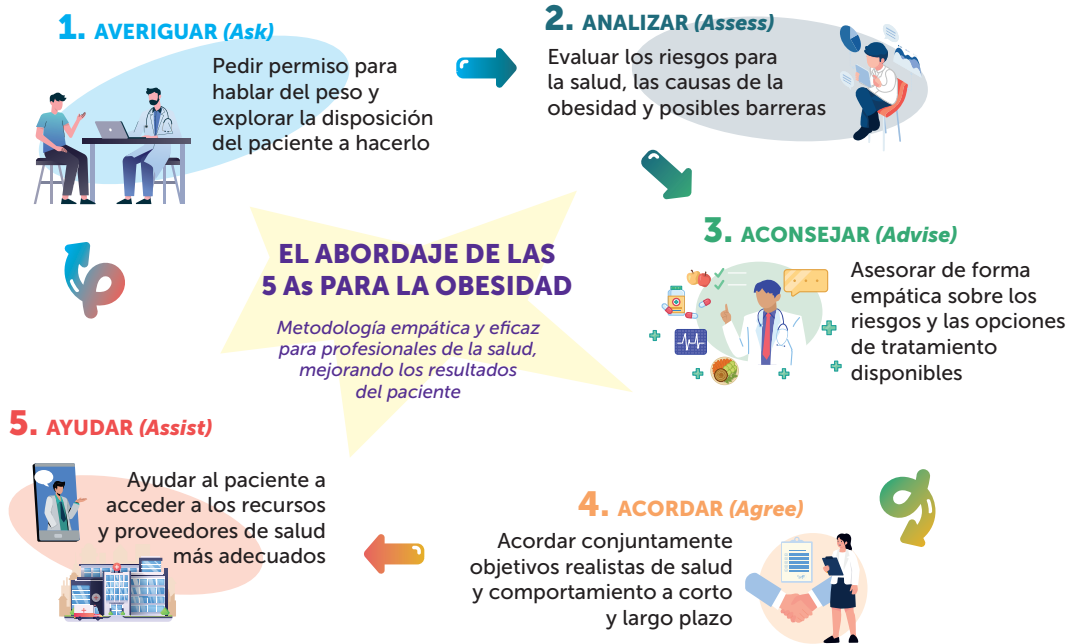 1. AVERIGUAR (Ask)
Pedir permiso para
hablar del peso y
explorar la disposición
del paciente a hacerlo
2. ANALIZAR (Assess)
Evaluar los riesgos para
la salud, las causas de la
obesidad y posibles barreras
EL ABORDAJE DE LAS
5 As PARA LA OBESIDAD
Metodología empática y eficaz
para profesionales de la salud,
mejorando los resultados
del paciente
3. ACONSEJAR (Advise)
Asesorar de forma
empática sobre los
riesgos y las opciones
de tratamiento
disponibles
4. ACORDAR (Agree)
Acordar conjuntamente
objetivos realistas de salud
y comportamiento a corto
y largo plazo
5. AYUDAR (Assist)
Ayudar al paciente a
acceder a los recursos
y proveedores de salud
más adecuados